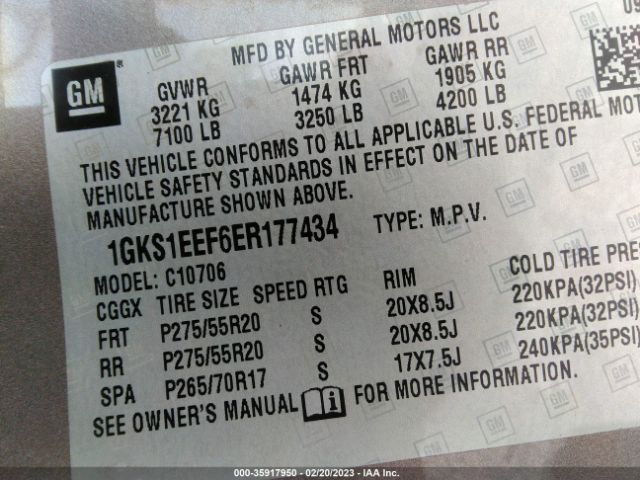 MFD BY GENERAL MOTORS LLC
GM ®
GVWR GAWR FRT GAWR RR
3221 KG 1474 KG 1905 KG
7100 LB 3250 LB 4200 LB
THIS VEHICLE CONFORMS TO ALL APPLICABLE U.S. FEDERAL MOT
VEHICLE SAFETY STANDARDS IN EFFECT ON THE DATE OF
MANUFACTURE SHOWN ABOVE.
1GKS1EEF6ER177434 TYPE: M.P.V.
MODEL: C10706
CGGX TIRE SIZE SPEED RTG RIM COLD TIRE PRE
FRT P275/55R20 S 20X8.5J 220KPA(32PSI)
RR P275/55R20 S 20X8.5J 220KPA(32PSI)
SPA P265/70R17 S 17X7.5J 240KPA(35PSI)
SEE OWNER'S MANUAL FOR MORE INFORMATION.
000-35917950 - 02/20/2023 - IAA Inc.